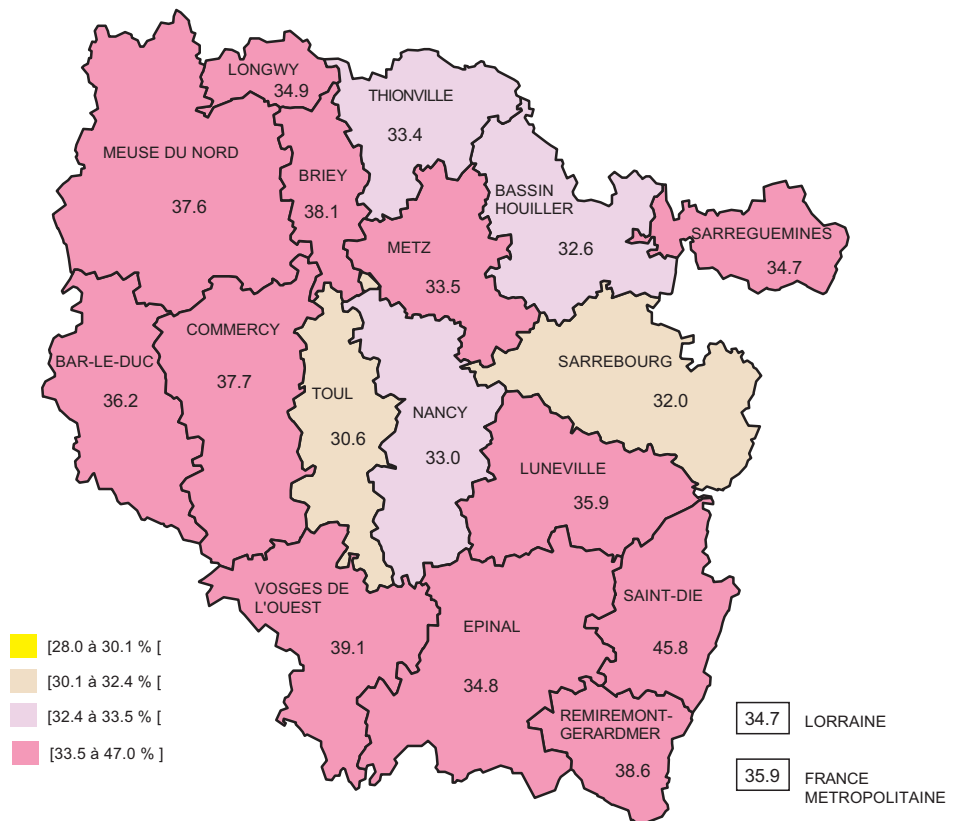 LONGWY
34.9
THIONVILLE
33.4
MEUSE DU NORD
37.6
BRIEY
38.1
BASSIN
HOUILLER
32.6
METZ
33.5
SARREGUEMINES
34.7
COMMERCY
37.7
BAR-LE-DUC
36.2
TOUL
30.6
NANCY
33.0
SARREBOURG
32.0
LUNEVILLE
35.9
VOSGES DE
L'OUEST
39.1
EPINAL
34.8
SAINT-DIE
45.8
REMIREMONT-
GERARDMER
38.6
[28.0 à 30.1 % [
[30.1 à 32.4 % [
[32.4 à 33.5 % [
[33.5 à 47.0 % ]
34.7 LORRAINE
35.9 FRANCE
METROPOLITAINE